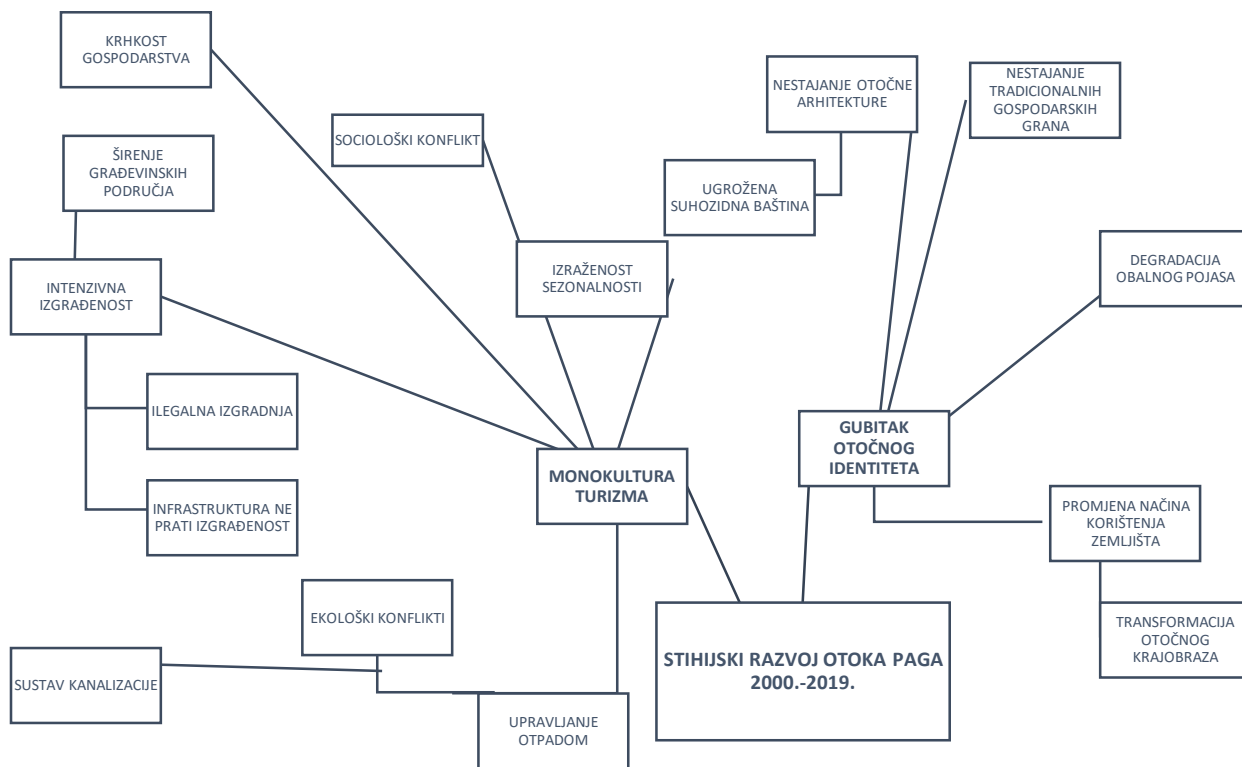 KRHKOST
GOSPODARSTVA
NESTAJANJE OTOČNE
ARHITEKTURE
NESTAJANJE
TRADICIONALNIH
GOSPODARSKIH
GRANA
SOCIOLOŠKI KONFLIKT
ŠIRENJE
GRAĐEVINSKIH
PODRUČJA
UGROŽENA
SUHOZIDNA BAŠTINA
INTENZIVNA
IZGRAĐENOST
IZRAŽENOST
SEZONALNOSTI
DEGRADACIJA
OBALNOG POJASA
ILEGALNA IZGRADNJA
GUBITAK
OTOČNOG
IDENTITETA
MONOKULTURA
TURIZMA
INFRASTRUKTURA NE
PRATI IZGRAĐENOST
PROMJENA NAČINA
KORIŠTENJA
ZEMLJIŠTA
EKOLOŠKI KONFLIKTI
TRANSFORMACIJA
OTOČNOG
KRAJOBRAZA
STIHIJSKI RAZVOJ OTOKA PAGA
2000.-2019.
SUSTAV KANALIZACIJE
UPRAVLJANJE
OTPADOM